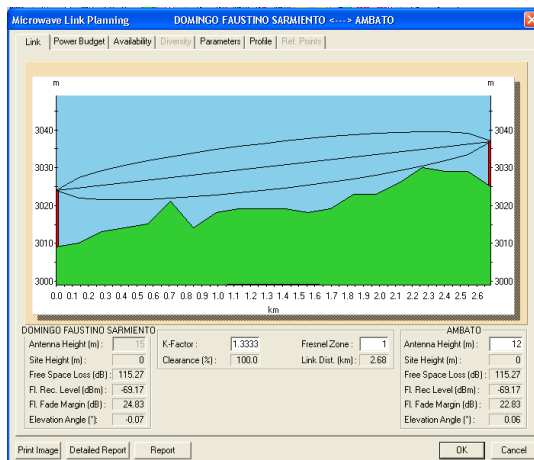 Microwave Link Planning DOMINGO FAUSTINO SARMIENTO <---> AMBATO
Link Power Budget Availability Diversity Parameters Profile Ref. Points
m m
3040 3040
3030 3030
3020 3020
3010 3010
3000 3000
0.0 0.1 0.2 0.3 0.4 0.5 0.6 0.7 0.8 0.9 1.0 1.1 1.2 1.3 1.4 1.5 1.6 1.7 1.8 1.9 2.0 2.1 2.2 2.3 2.4 2.5 2.6
km
DOMINGO FAUSTINO SARMIENTO AMBATO
Antenna Height (m) : 15 K-Factor : 1.3333 Fresnel Zone : 1 Antenna Height (m) : 12
Site Height (m) : 0 Clearance (%) : 100.0 Link Dist. (km) : 2.68 Site Height (m) : 0
Free Space Loss (dB) : 115.27 Free Space Loss (dB) : 115.27
Fl. Rec. Level (dBm) : -69.17 Fl. Rec. Level (dBm) : -69.17
Fl. Fade Margin (dB) : 24.83 Fl. Fade Margin (dB) : 22.83
Elevation Angle (°): -0.07 Elevation Angle (°): 0.06
Print Image Detailed Report Report OK Cancel